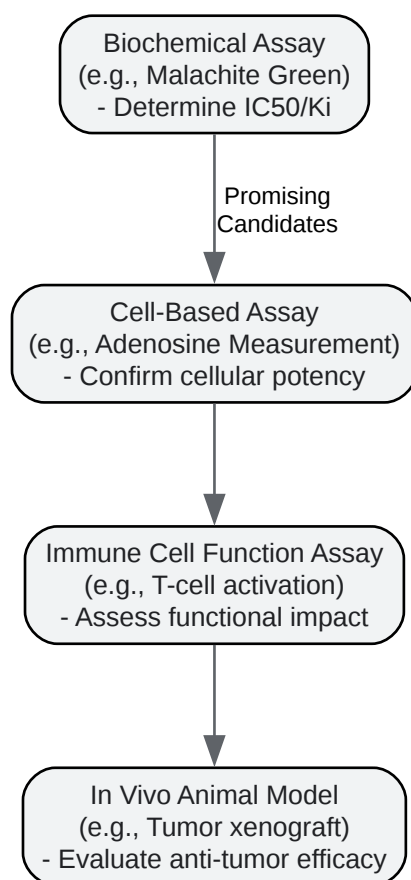 Biochemical Assay
(e.g., Malachite Green)
- Determine IC50/Ki
Promising
Candidates
Cell-Based Assay
(e.g., Adenosine Measurement)
- Confirm cellular potency
Immune Cell Function Assay
(e.g., T-cell activation)
- Assess functional impact
In Vivo Animal Model
(e.g., Tumor xenograft)
- Evaluate anti-tumor efficacy